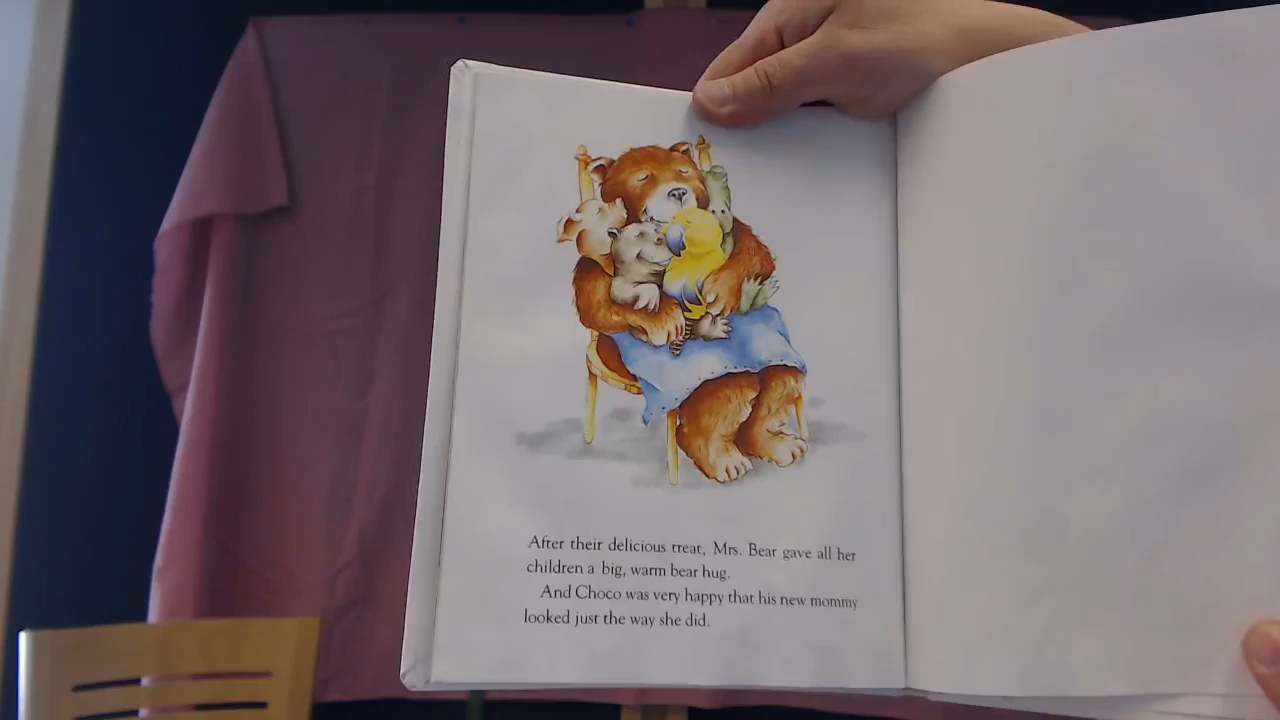 After their delicious treat, Mrs. Bear gave all her
children a big, warm bear hug.
And Choco was very happy that his new mommy
looked just the way she did.